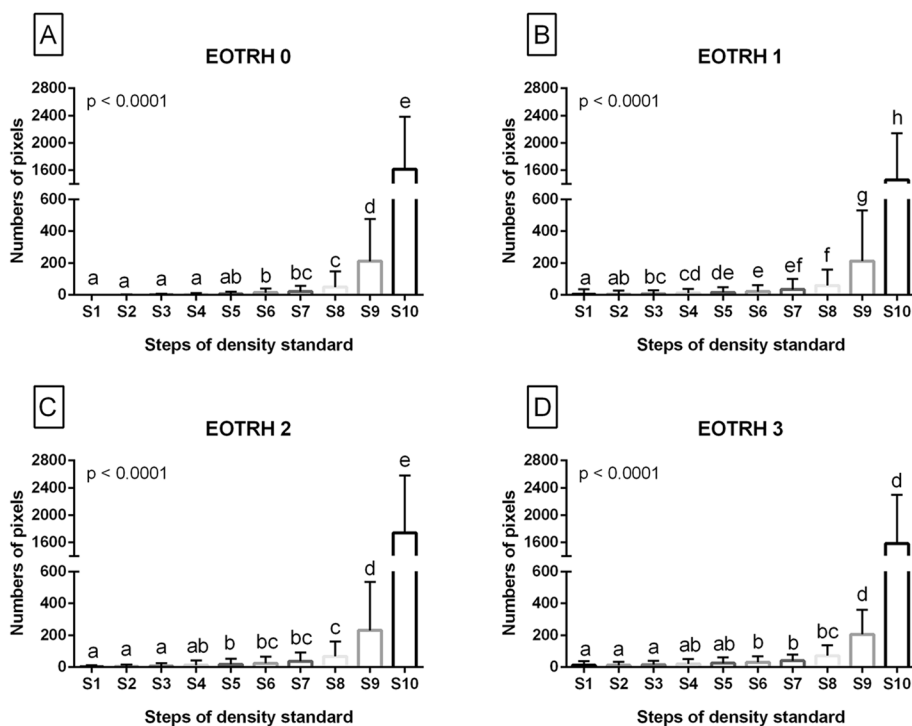 A
EOTRH 0
p < 0.0001
Numbers of pixels
2800
2400
2000
1600
600
400
200
0
a a a a ab b bc c d e
S1 S2 S3 S4 S5 S6 S7 S8 S9 S10
Steps of density standard
B
EOTRH 1
p < 0.0001
Numbers of pixels
2800
2400
2000
1600
600
400
200
0
a ab bc cd de e ef f g h
S1 S2 S3 S4 S5 S6 S7 S8 S9 S10
Steps of density standard
C
EOTRH 2
p < 0.0001
Numbers of pixels
2800
2400
2000
1600
600
400
200
0
a a a ab b bc bc c d e
S1 S2 S3 S4 S5 S6 S7 S8 S9 S10
Steps of density standard
D
EOTRH 3
p < 0.0001
Numbers of pixels
2800
2400
2000
1600
600
400
200
0
a a a ab ab b b bc d d
S1 S2 S3 S4 S5 S6 S7 S8 S9 S10
Steps of density standard